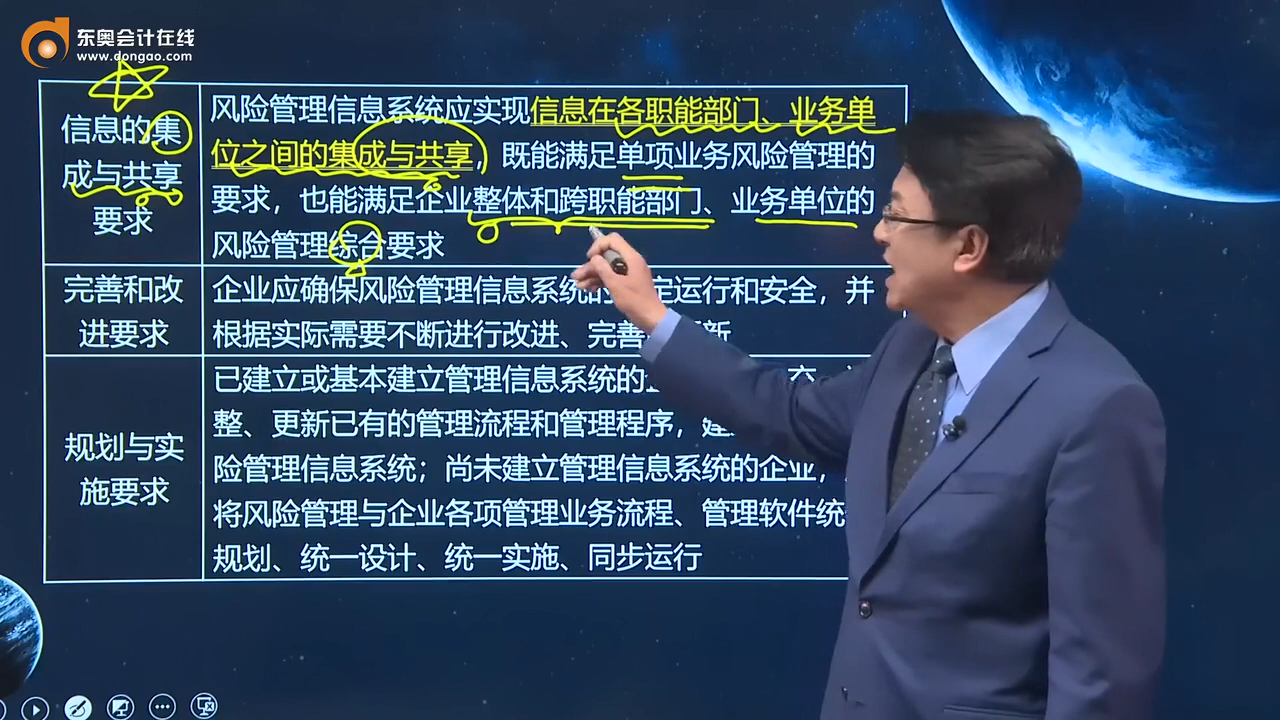 东奥会计在线
www.dongao.com
信息的集
成与共享
要求
风险管理信息系统应实现信息在各职能部门、业务单
位之间的集成与共享，既能满足单项业务风险管理的
要求，也能满足企业整体和跨职能部门、业务单位的
风险管理综合要求
完善和改
进要求
企业应确保风险管理信息系统的 定运行和安全，并
根据实际需要不断进行改进、完善 新
规划与实
施要求
已建立或基本建立管理信息系统的
整、更新已有的管理流程和管理程序，建
险管理信息系统；尚未建立管理信息系统的企业，
将风险管理与企业各项管理业务流程、管理软件统
规划、统一设计、统一实施、同步运行